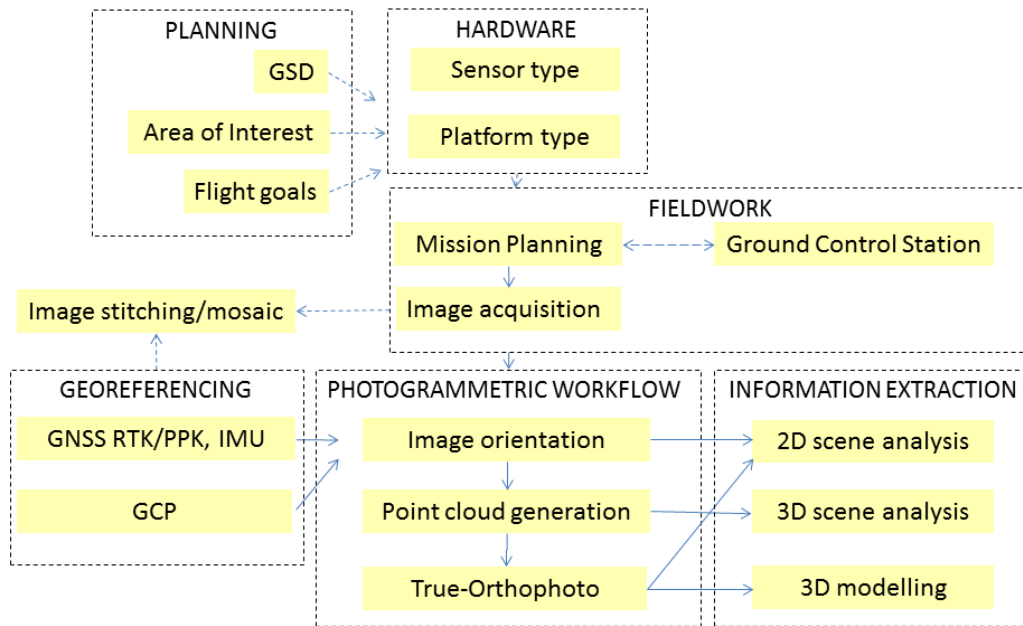 PLANNING
GSD
Area of Interest
Flight goals
HARDWARE
Sensor type
Platform type
FIELDWORK
Mission Planning
Ground Control Station
Image acquisition
Image stitching/mosaic
GEOREFERENCING
GNSS RTK/PPK, IMU
GCP
PHOTOGRAMMETRIC WORKFLOW
Image orientation
Point cloud generation
True-Orthophoto
INFORMATION EXTRACTION
2D scene analysis
3D scene analysis
3D modelling